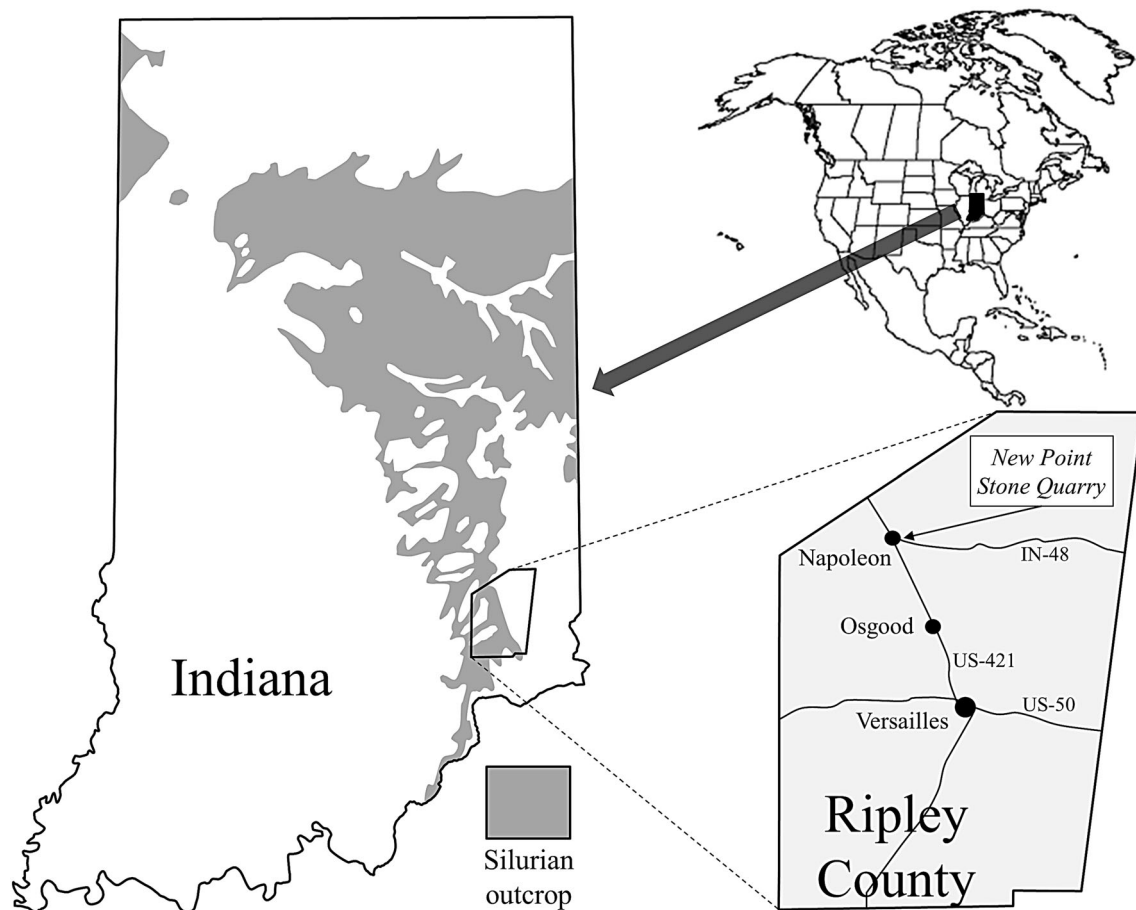 Indiana
Silurian
outcrop
New Point
Stone Quarry
Napoleon
IN-48
Osgood
US-421
US-50
Versailles
Ripley
County